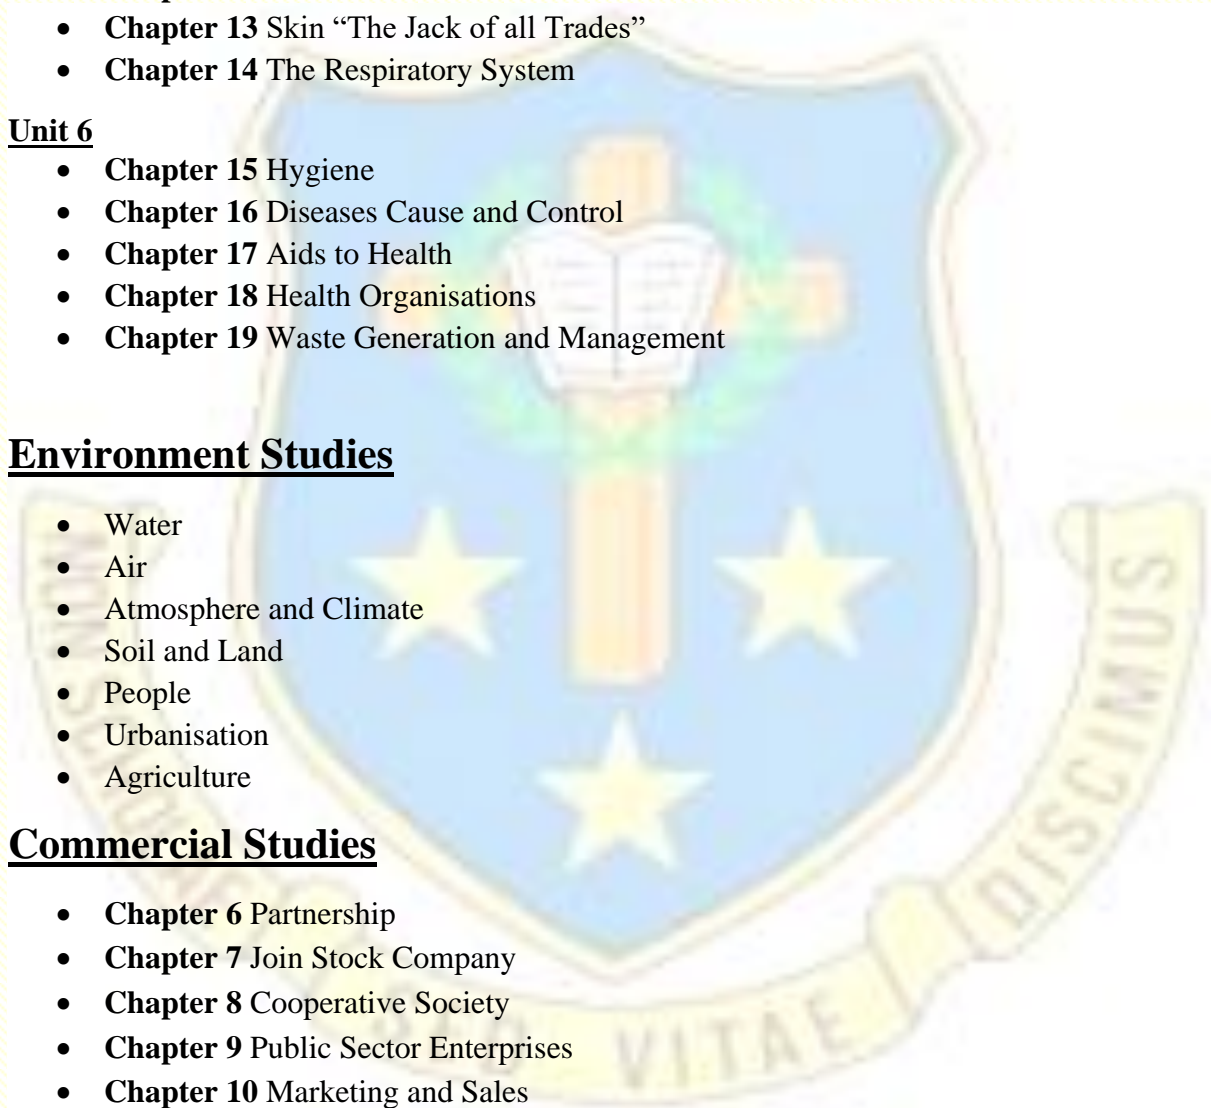 • Chapter 13 Skin “The Jack of all Trades”
• Chapter 14 The Respiratory System
Unit 6
• Chapter 15 Hygiene
• Chapter 16 Diseases Cause and Control
• Chapter 17 Aids to Health
• Chapter 18 Health Organisations
• Chapter 19 Waste Generation and Management
Environment Studies
• Water
• Air
• Atmosphere and Climate
• Soil and Land
• People
• Urbanisation
• Agriculture
Commercial Studies
• Chapter 6 Partnership
• Chapter 7 Join Stock Company
• Chapter 8 Cooperative Society
• Chapter 9 Public Sector Enterprises
• Chapter 10 Marketing and Sales
NON SCHOLAE SED VITAE DISCIMUS